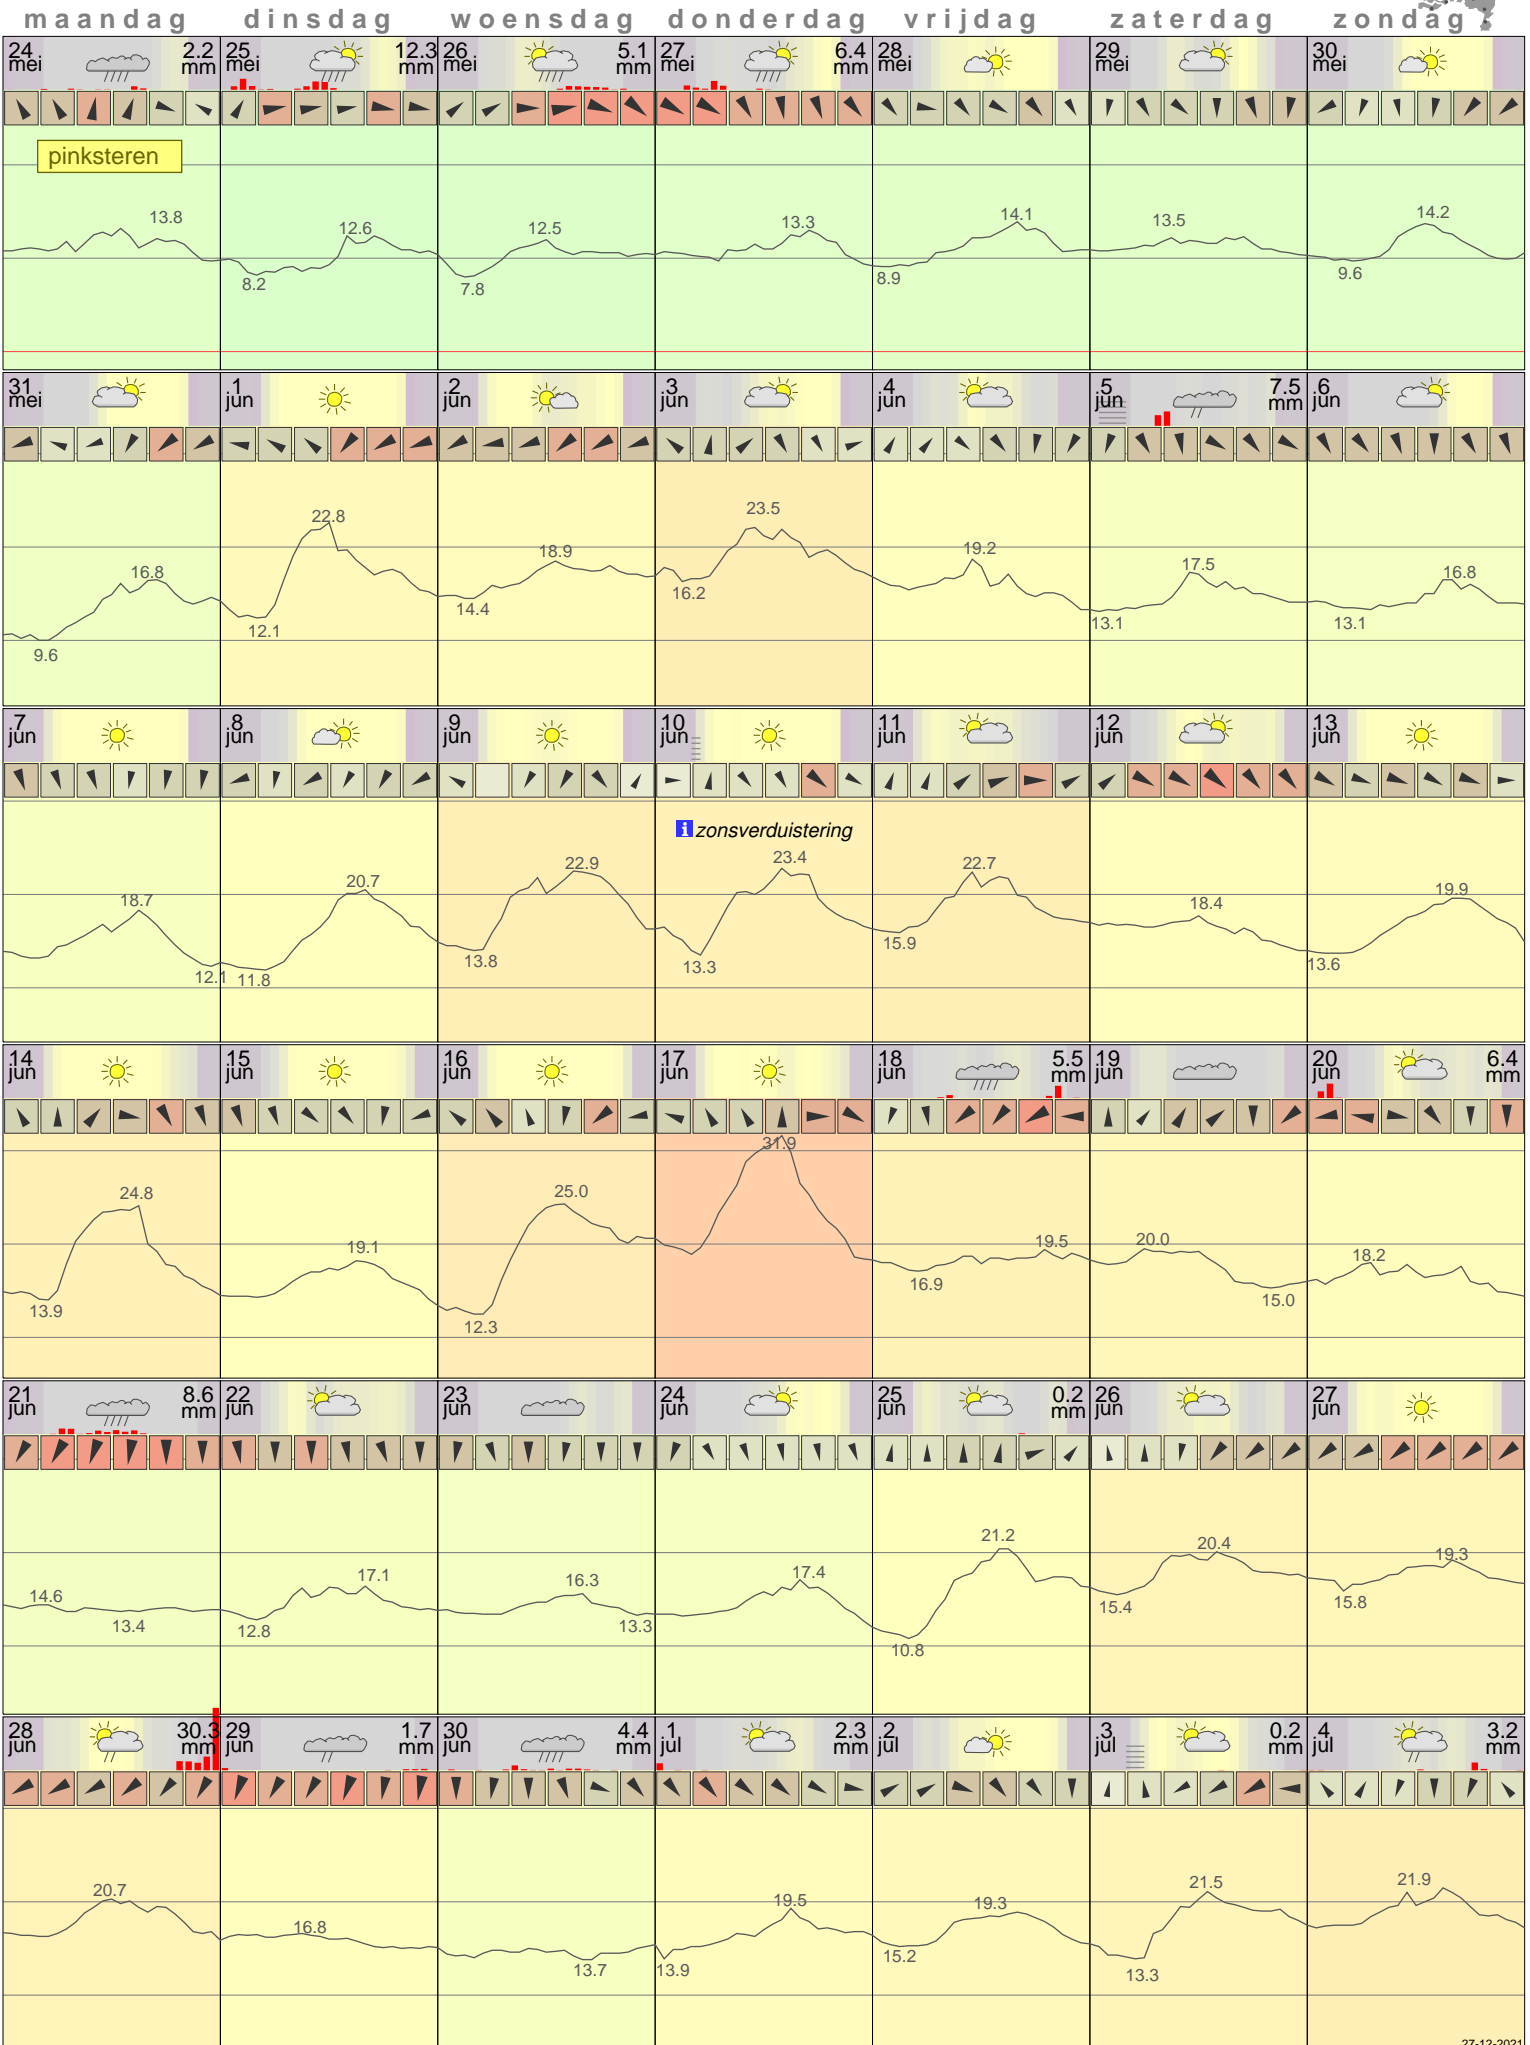 maandag dinsdag woensdag donderdag vrijdag zaterdag zondag
24 mei 2.2 mm 25 mei 12.3 mm 26 mei 5.1 mm 27 mei 6.4 mm 28 mei 29 mei 30 mei
pinksteren
13.8 8.2 12.6 7.8 12.5 13.3 8.9 14.1 13.5 9.6 14.2
31 mei 1 jun 2 jun 3 jun 4 jun 5 jun 7.5 mm 6 jun
9.6 16.8 12.1 22.8 14.4 18.9 16.2 23.5 19.2 13.1 17.5 13.1 16.8
7 jun 8 jun 9 jun 10 jun 11 jun 12 jun 13 jun
i zonsverduistering
18.7 12.1 11.8 20.7 13.8 22.9 13.3 23.4 15.9 22.7 18.4 13.6 19.9
14 jun 15 jun 16 jun 17 jun 18 jun 5.5 mm 19 jun 20 jun 6.4 mm
13.9 24.8 19.1 12.3 25.0 31.9 16.9 19.5 20.0 15.0 18.2
21 jun 8.6 mm 22 jun 23 jun 24 jun 25 jun 0.2 mm 26 jun 27 jun
14.6 13.4 12.8 17.1 16.3 13.3 17.4 10.8 21.2 15.4 20.4 15.8 19.3
28 jun 30.3 mm 29 jun 1.7 mm 30 jun 4.4 mm 1 jul 2.3 mm 2 jul 3 jul 0.2 mm 4 jul 3.2 mm
20.7 16.8 13.7 13.9 19.5 15.2 19.3 13.3 21.5 21.9
27-12-2021